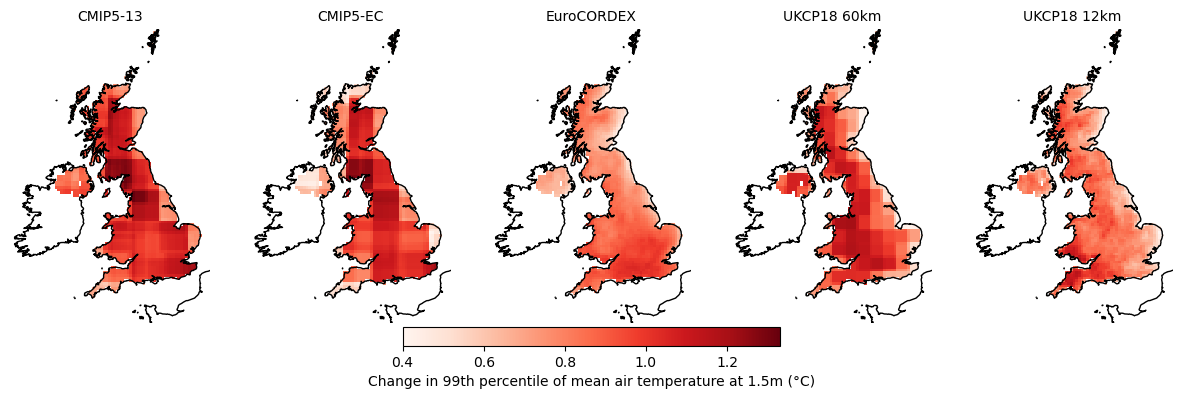 CMIP5-13
CMIP5-EC
EuroCORDEX
UKCP18 60km
UKCP18 12km
0.4 0.6 0.8 1.0 1.2
Change in 99th percentile of mean air temperature at 1.5m (°C)